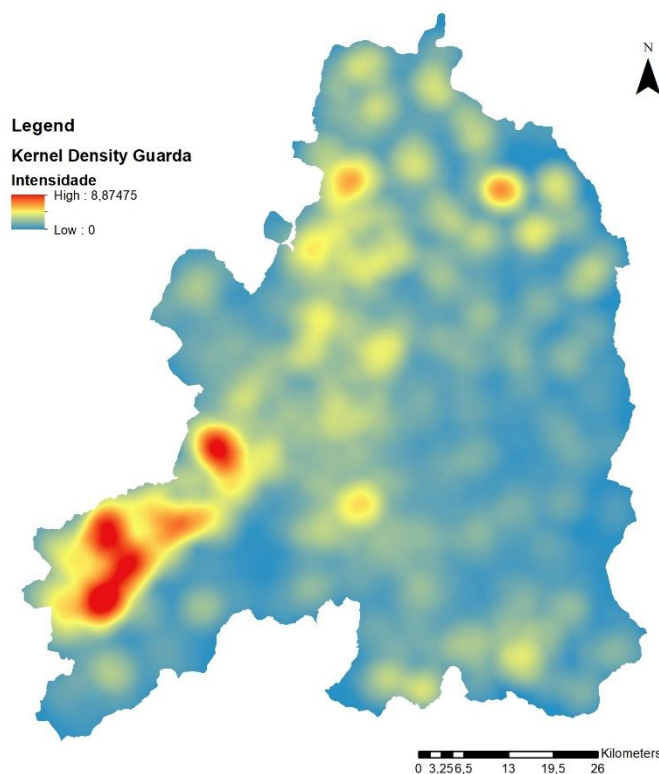 N
Legend
Kernel Density Guarda
Intensidade
High : 8,87475
Low : 0
Kilometers
0 3,25 6,5 13 19,5 26